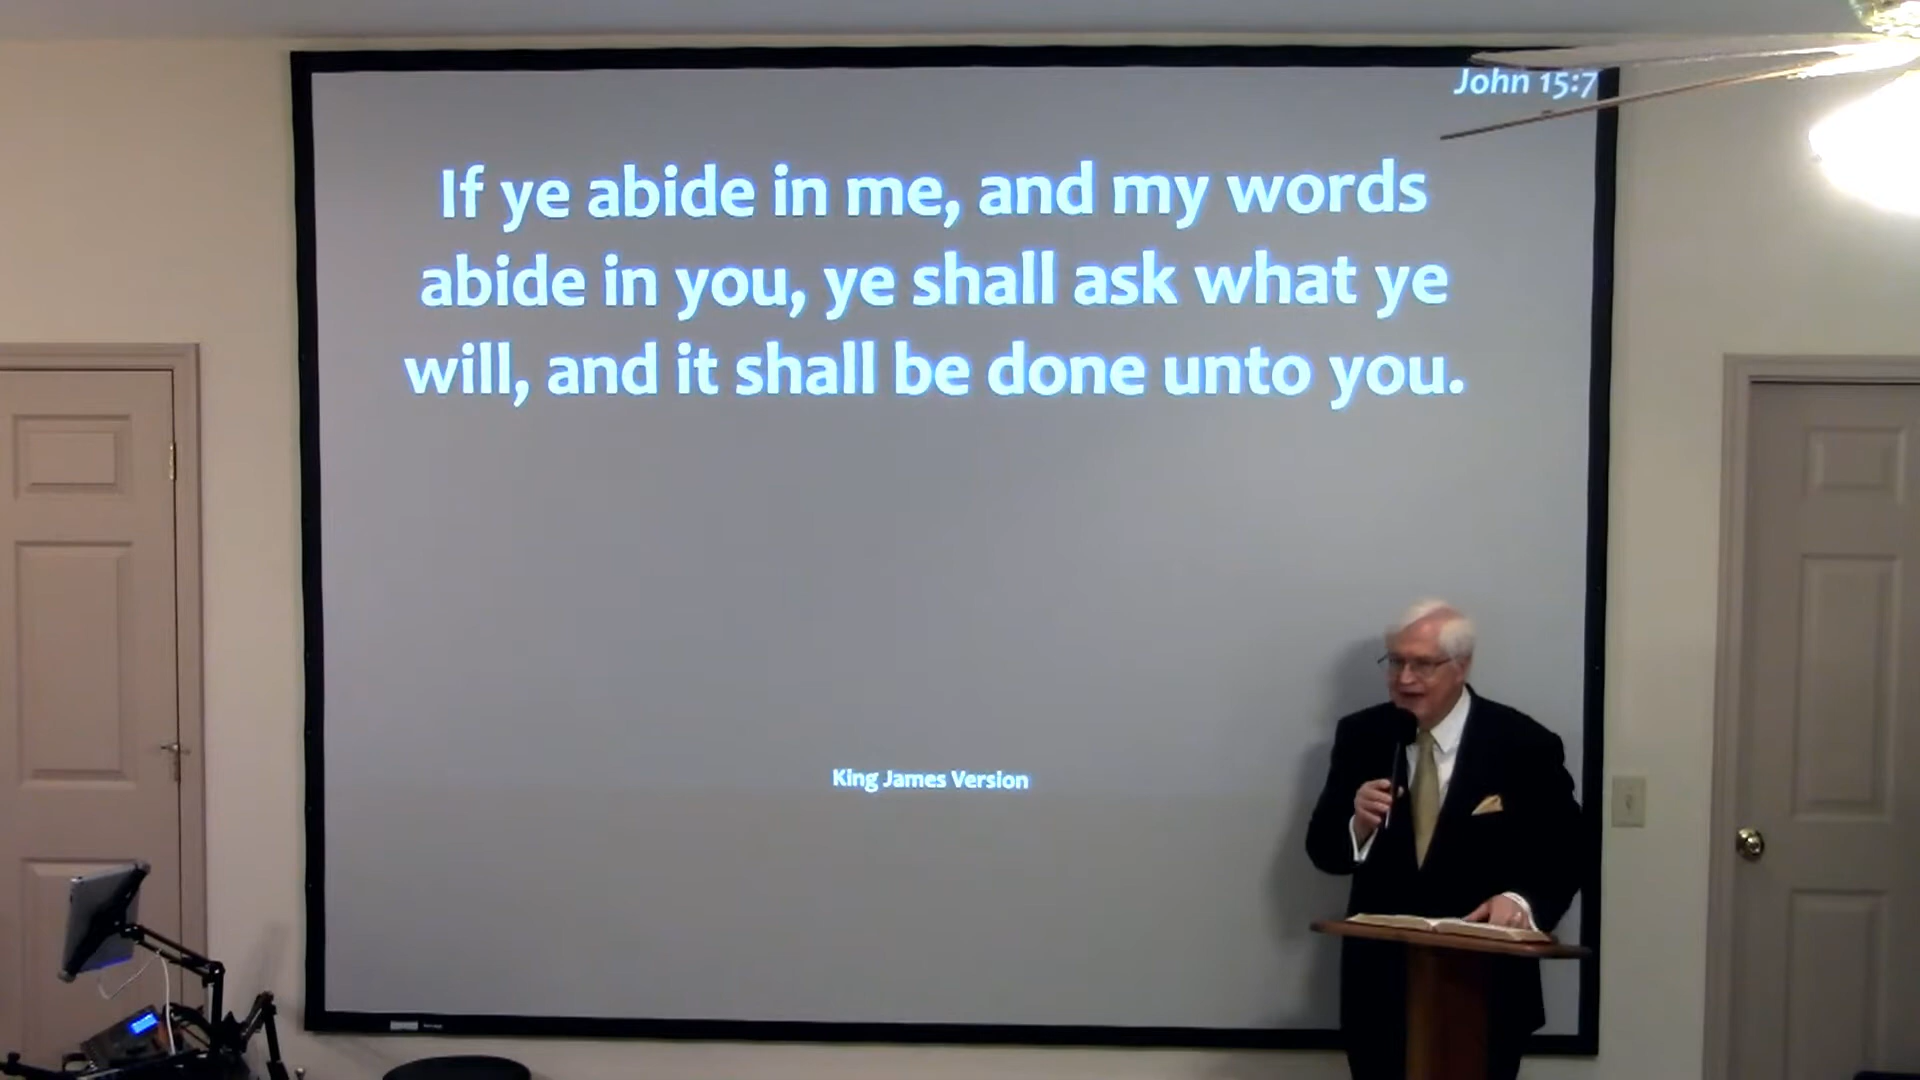 John 15:7
If ye abide in me, and my words
abide in you, ye shall ask what ye
will, and it shall be done unto you.
King James Version